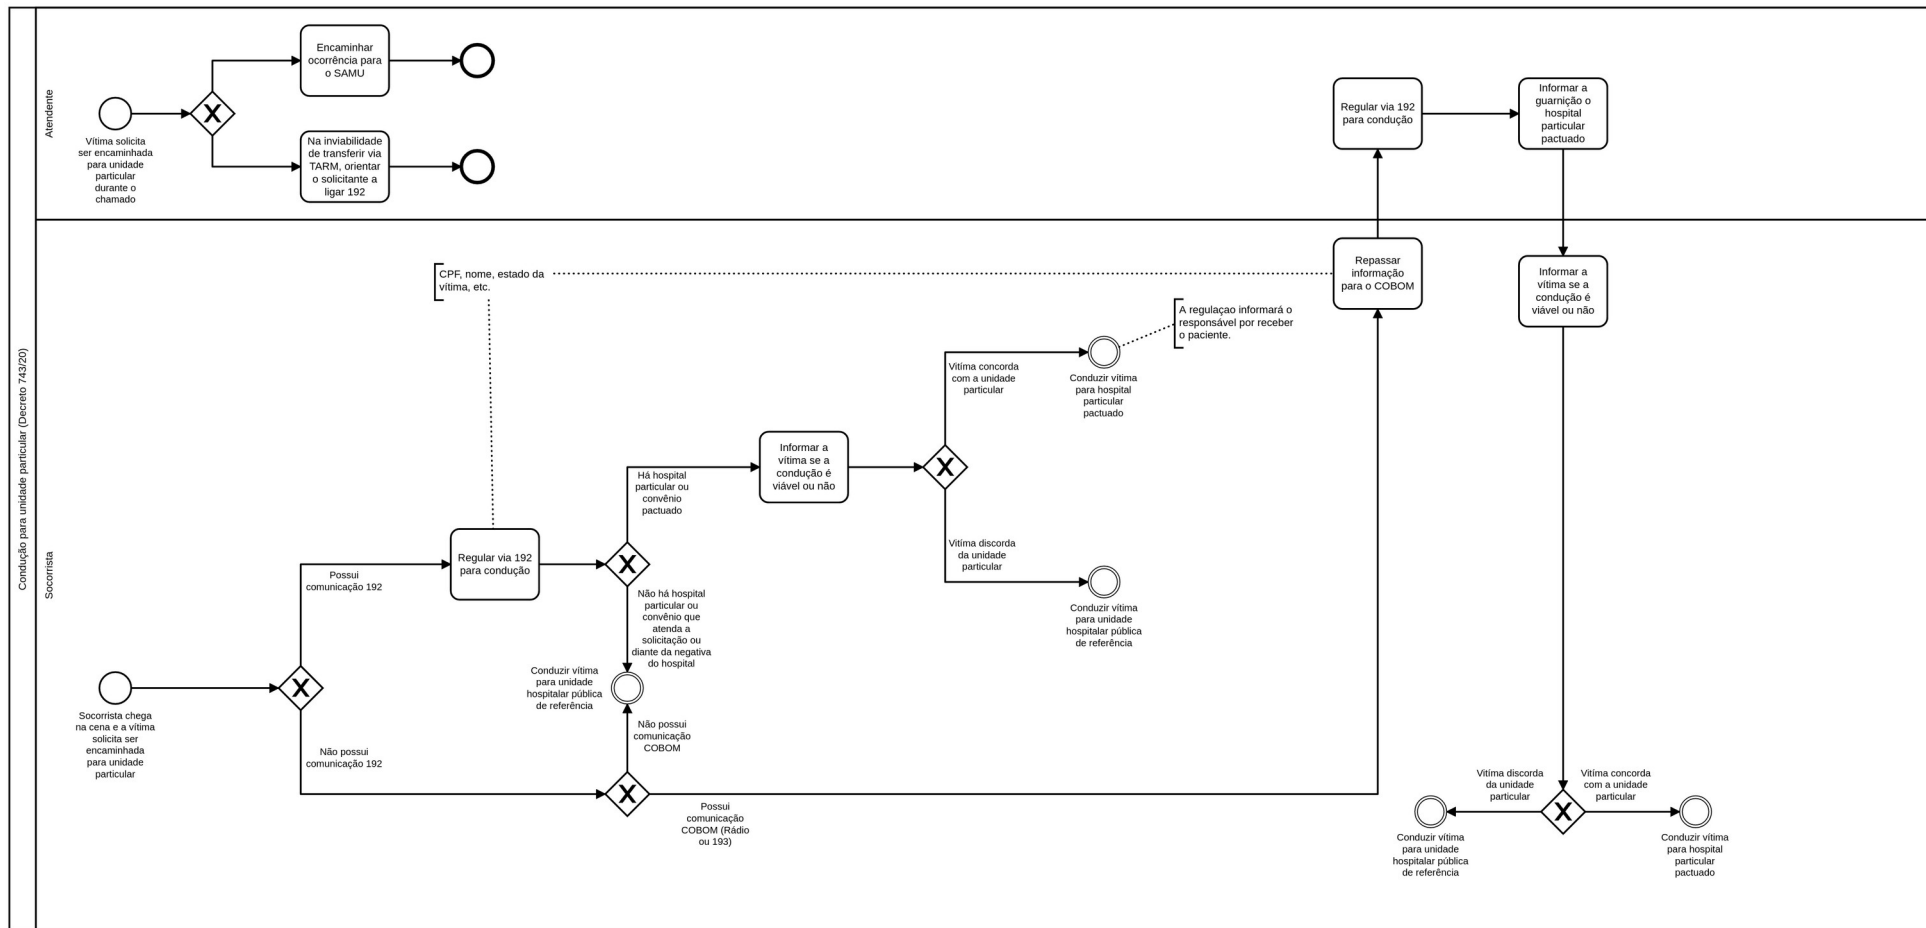 Condução para unidade particular (Decreto 743/20)
Atendente
Vítima solicita
ser encaminhada
para unidade
particular
durante o
chamado
Encaminhar
ocorrência para
o SAMU
Na inviabilidade
de transferir via
TARM, orientar
o solicitante a
ligar 192
Regular via 192
para condução
Informar a
guarnição o
hospital
particular
pactuado
Socorrista
CPF, nome, estado da
vítima, etc.
Repassar
informação
para o COBOM
Informar a
vítima se a
condução é
viável ou não
A regulaçao informará o
responsável por receber
o paciente.
Vitíma concorda
com a unidade
particular
Conduzir vítima
para hospital
particular
pactuado
Informar a
vítima se a
condução é
viável ou não
Há hospital
particular ou
convênio
pactuado
Vitíma discorda
da unidade
particular
Conduzir vítima
para unidade
hospitalar pública
de referência
Regular via 192
para condução
Possui
comunicação 192
Não há hospital
particular ou
convênio que
atenda a
solicitação ou
diante da negativa
do hospital
Conduzir vítima
para unidade
hospitalar pública
de referência
Socorrista chega
na cena e a vítima
solicita ser
encaminhada
para unidade
particular
Não possui
comunicação 192
Não possui
comunicação
COBOM
Possui
comunicação
COBOM (Rádio
ou 193)
Vitíma discorda
da unidade
particular
Vitíma concorda
com a unidade
particular
Conduzir vítima
para unidade
hospitalar pública
de referência
Conduzir vítima
para hospital
particular
pactuado